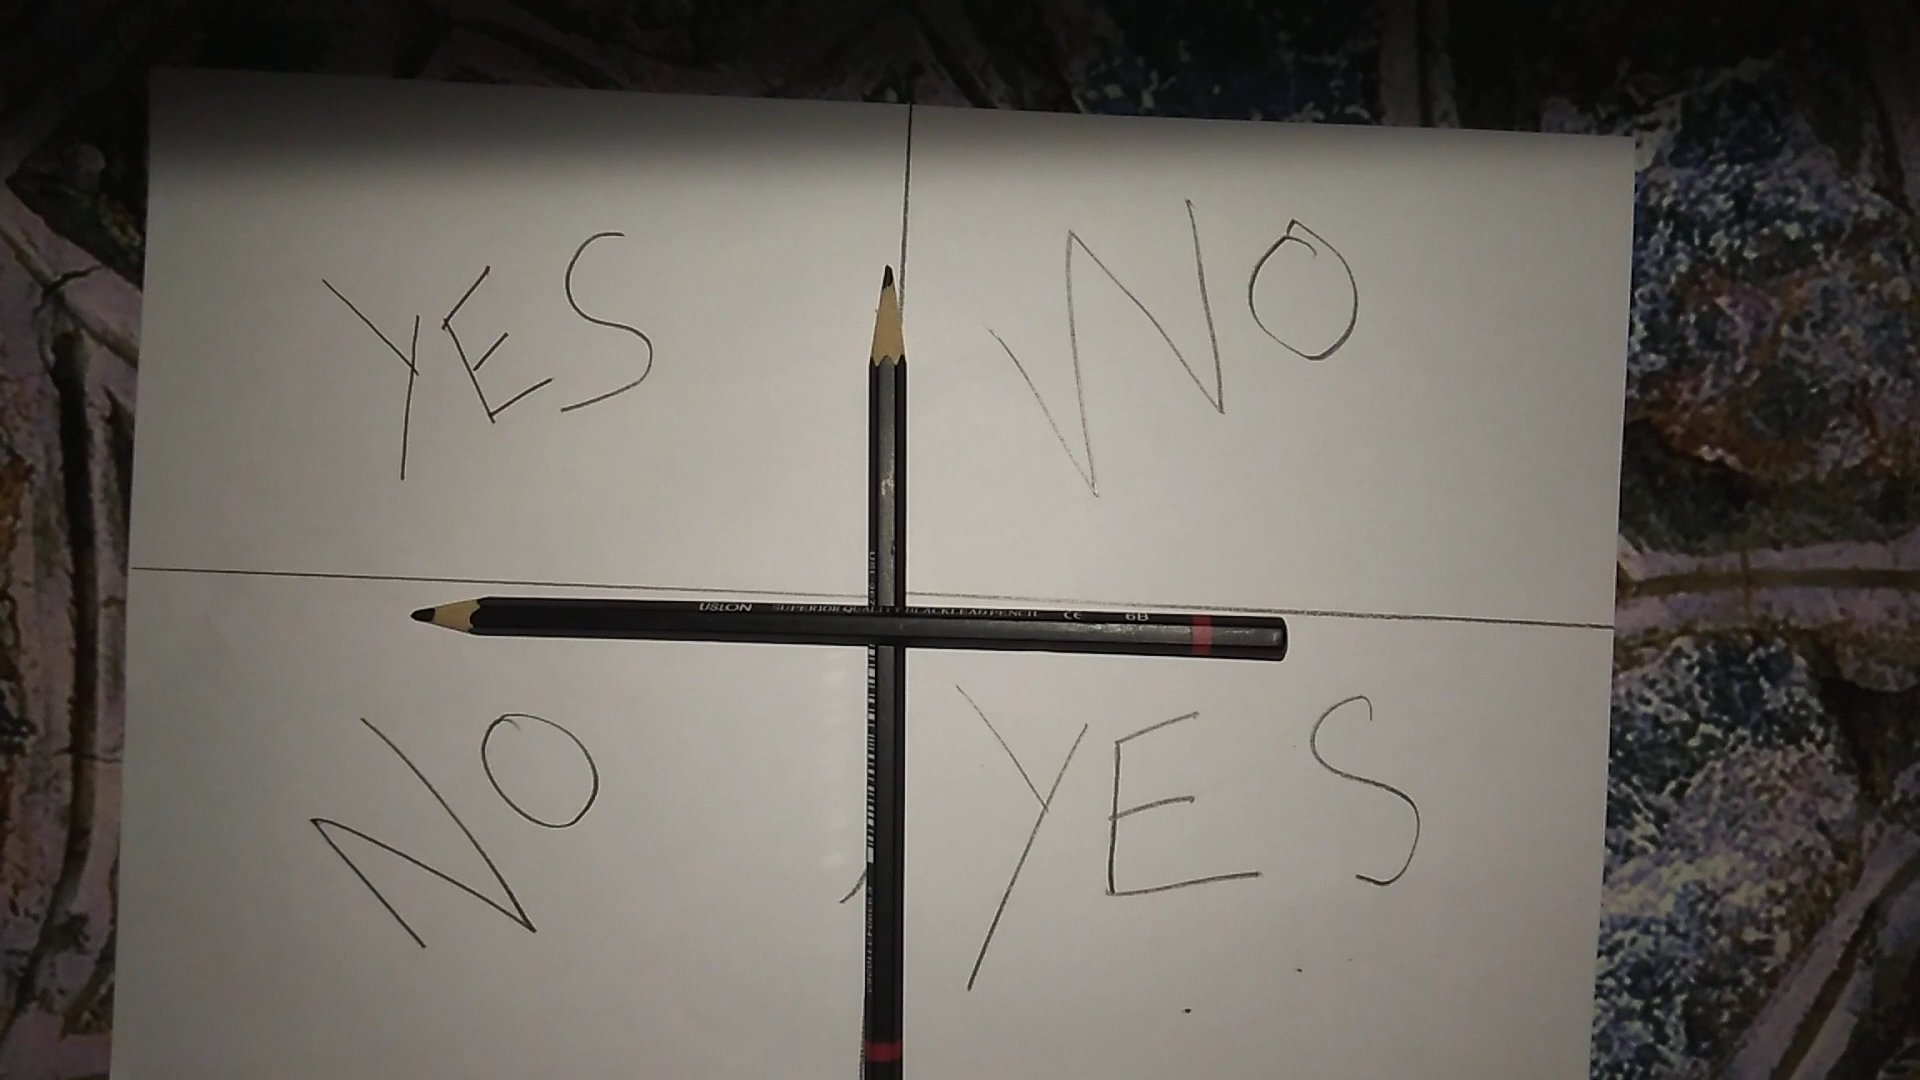 YES NO
USLON SUPERIOR QUALITY BLACKLEAD PENCIL CE 6B
NO YES